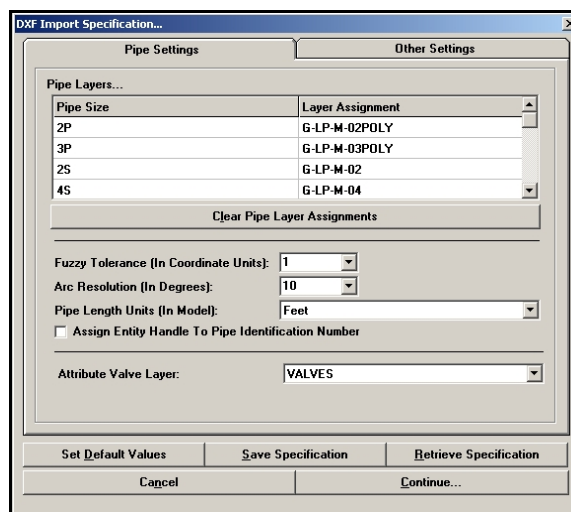 DXF Import Specification...
Pipe Settings
Other Settings
Pipe Layers...
Pipe Size Layer Assignment
2P G-LP-M-02POLY
3P G-LP-M-03POLY
2S G-LP-M-02
4S G-LP-M-04
Clear Pipe Layer Assignments
Fuzzy Tolerance (In Coordinate Units): 1
Arc Resolution (In Degrees): 10
Pipe Length Units (In Model): Feet
Assign Entity Handle To Pipe Identification Number
Attribute Valve Layer: VALVES
Set Default Values Save Specification Retrieve Specification
Cancel Continue...